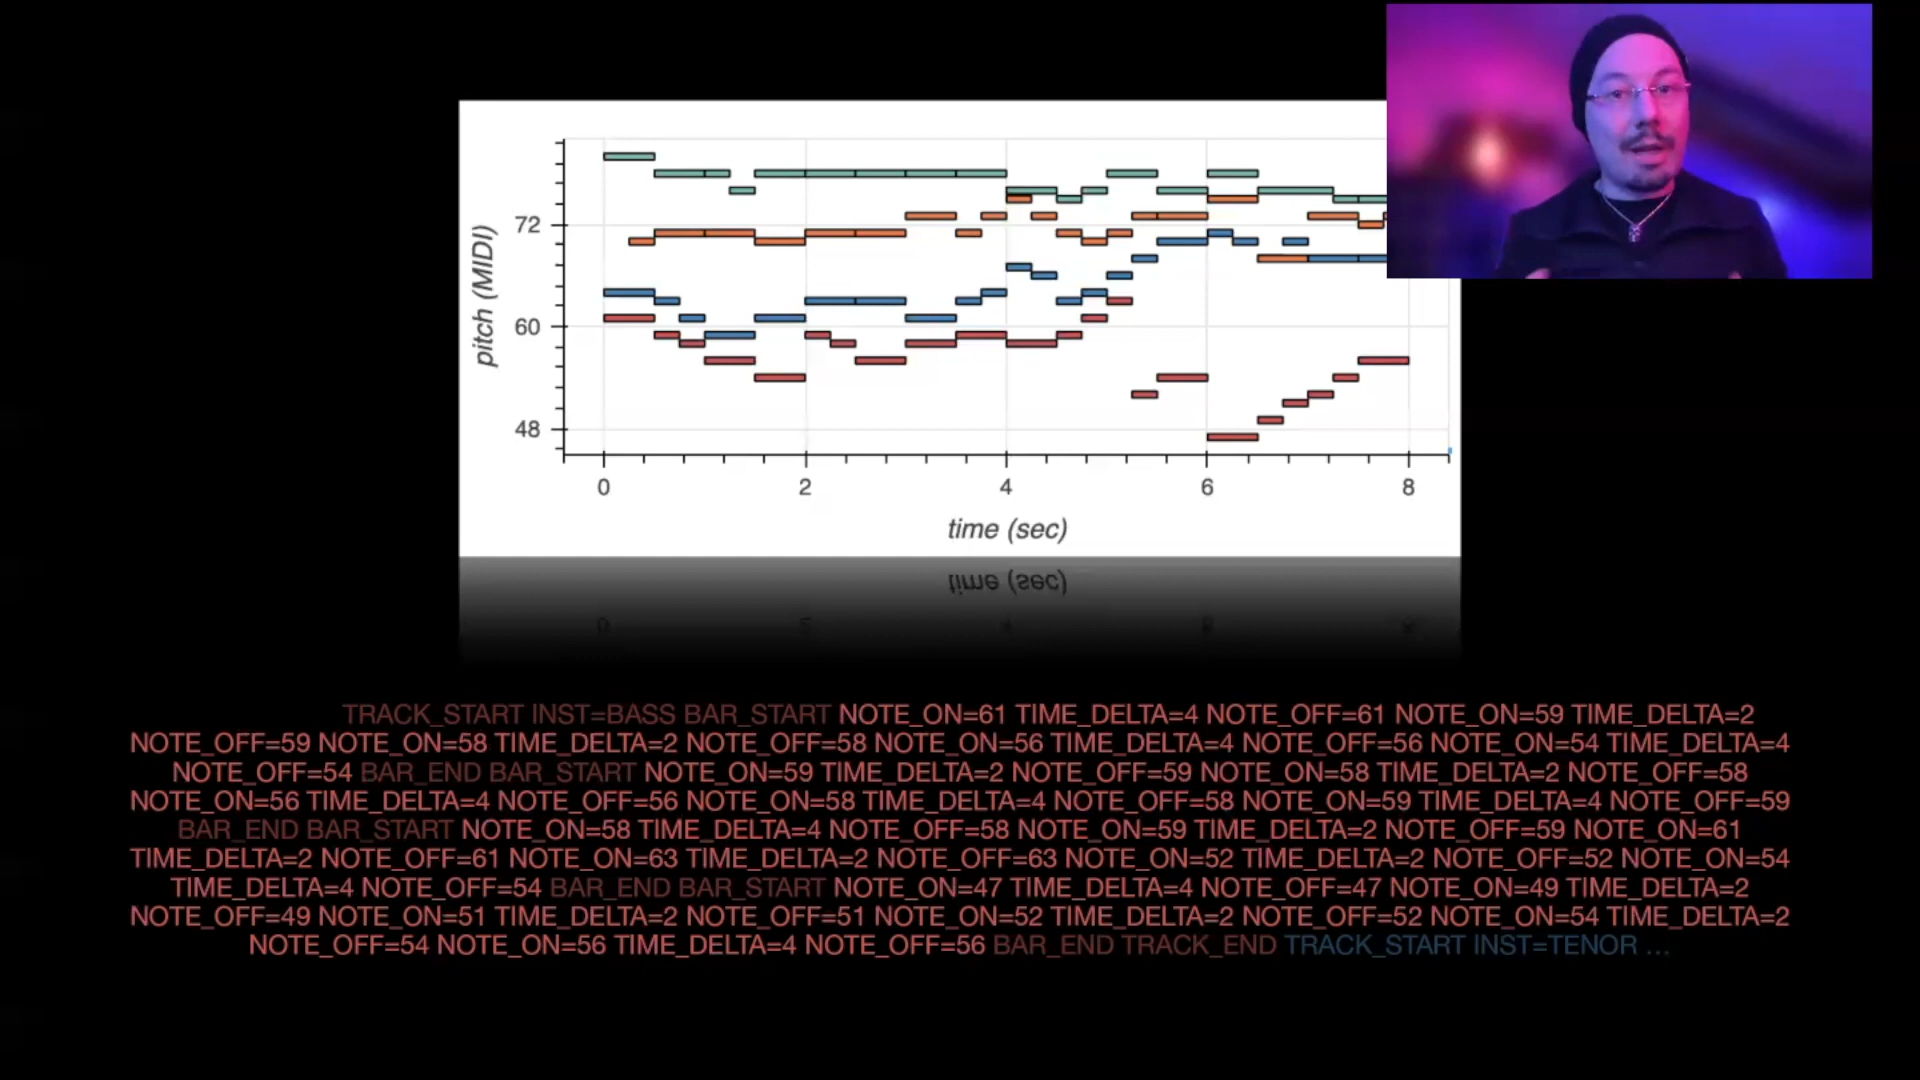 72
60
48
pitch (MIDI)
0 2 4 6 8
time (sec)
time (sec)
TRACK_START INST=BASS BAR_START NOTE_ON=61 TIME_DELTA=4 NOTE_OFF=61 NOTE_ON=59 TIME_DELTA=2
NOTE_OFF=59 NOTE_ON=58 TIME_DELTA=2 NOTE_OFF=58 NOTE_ON=56 TIME_DELTA=4 NOTE_OFF=56 NOTE_ON=54 TIME_DELTA=4
NOTE_OFF=54 BAR_END BAR_START NOTE_ON=59 TIME_DELTA=2 NOTE_OFF=59 NOTE_ON=58 TIME_DELTA=2 NOTE_OFF=58
NOTE_ON=56 TIME_DELTA=4 NOTE_OFF=56 NOTE_ON=58 TIME_DELTA=4 NOTE_OFF=58 NOTE_ON=59 TIME_DELTA=4 NOTE_OFF=59
BAR_END BAR_START NOTE_ON=58 TIME_DELTA=4 NOTE_OFF=58 NOTE_ON=59 TIME_DELTA=2 NOTE_OFF=59 NOTE_ON=61
TIME_DELTA=2 NOTE_OFF=61 NOTE_ON=63 TIME_DELTA=2 NOTE_OFF=63 NOTE_ON=52 TIME_DELTA=2 NOTE_OFF=52 NOTE_ON=54
TIME_DELTA=4 NOTE_OFF=54 BAR_END BAR_START NOTE_ON=47 TIME_DELTA=4 NOTE_OFF=47 NOTE_ON=49 TIME_DELTA=2
NOTE_OFF=49 NOTE_ON=51 TIME_DELTA=2 NOTE_OFF=51 NOTE_ON=52 TIME_DELTA=2 NOTE_OFF=52 NOTE_ON=54 TIME_DELTA=2
NOTE_OFF=54 NOTE_ON=56 TIME_DELTA=4 NOTE_OFF=56 BAR_END TRACK_END TRACK_START INST=TENOR ...